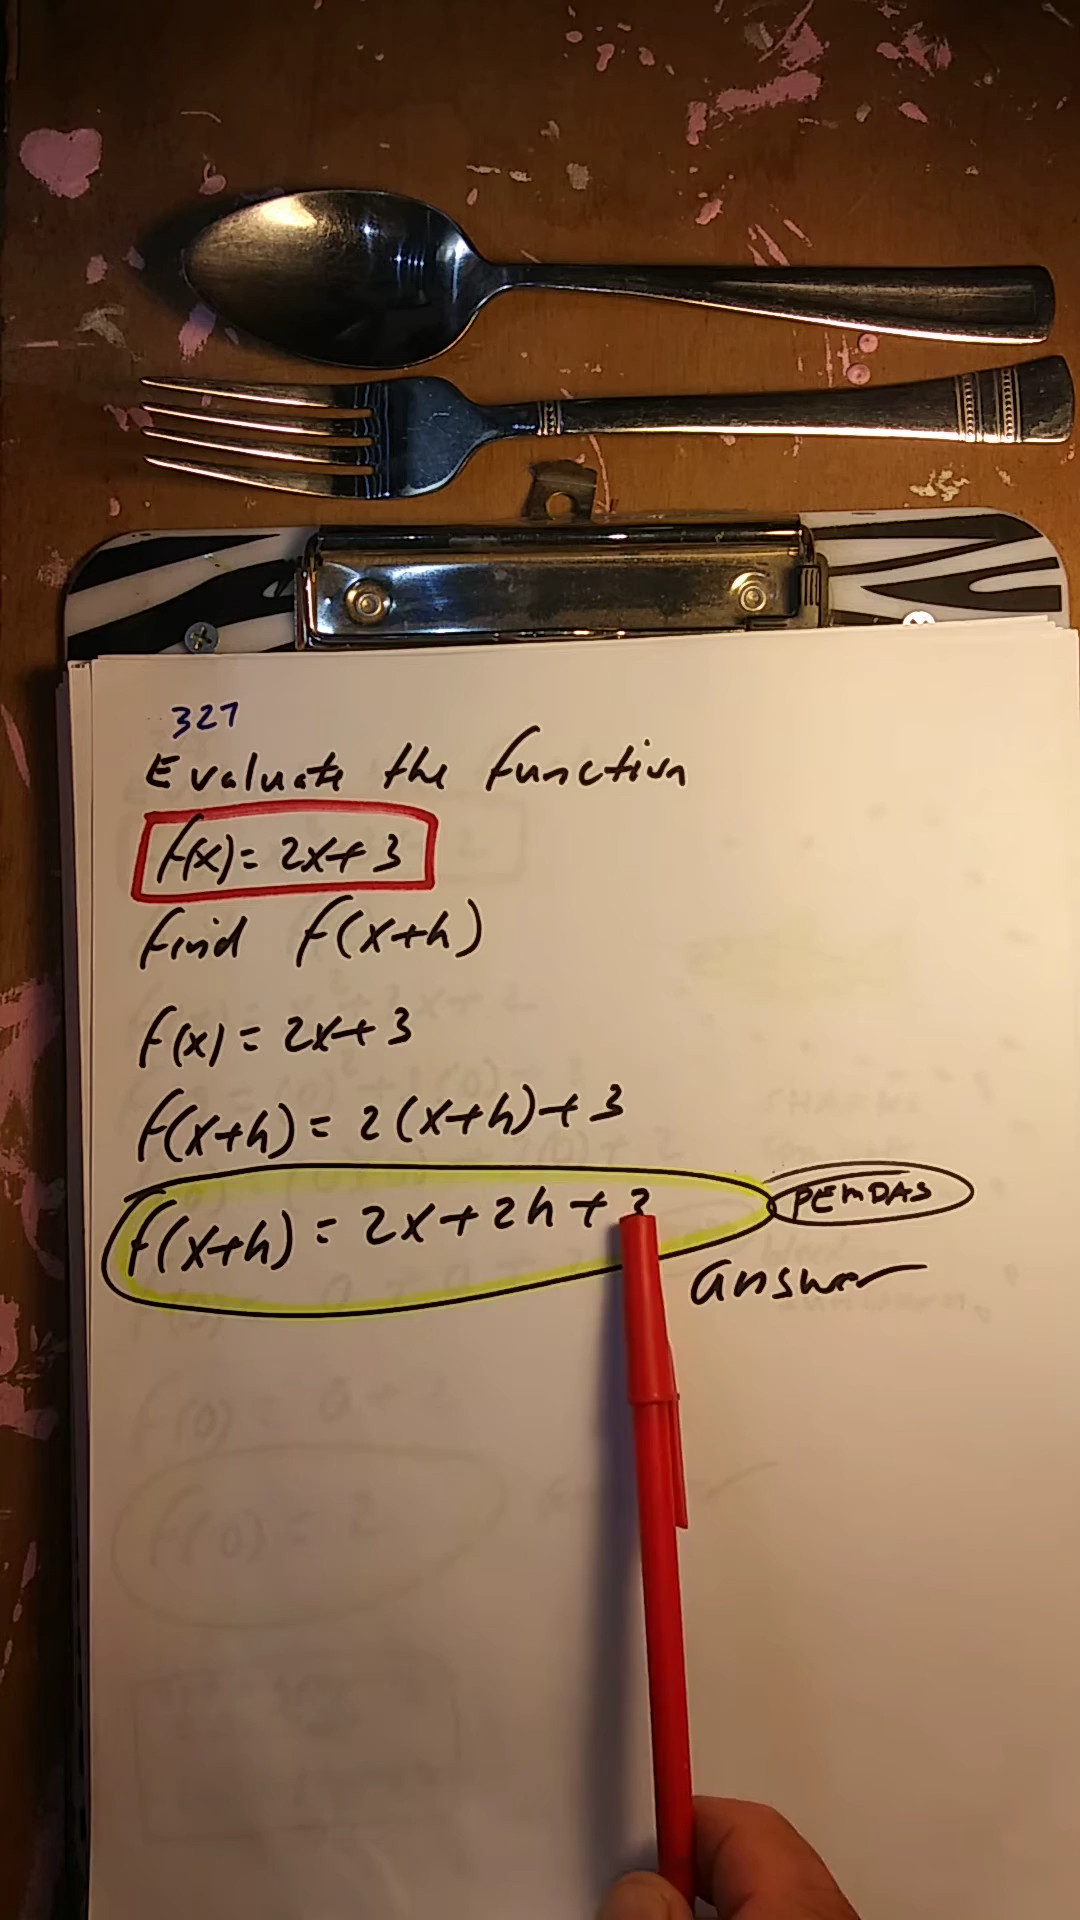 327
Evaluate the function
f(x) = 2x + 3
find f(x+h)
f(x) = 2x+3
f(x+h) = 2(x+h)+3
f(x+h) = 2x+2h+3 PEMDAS
answer